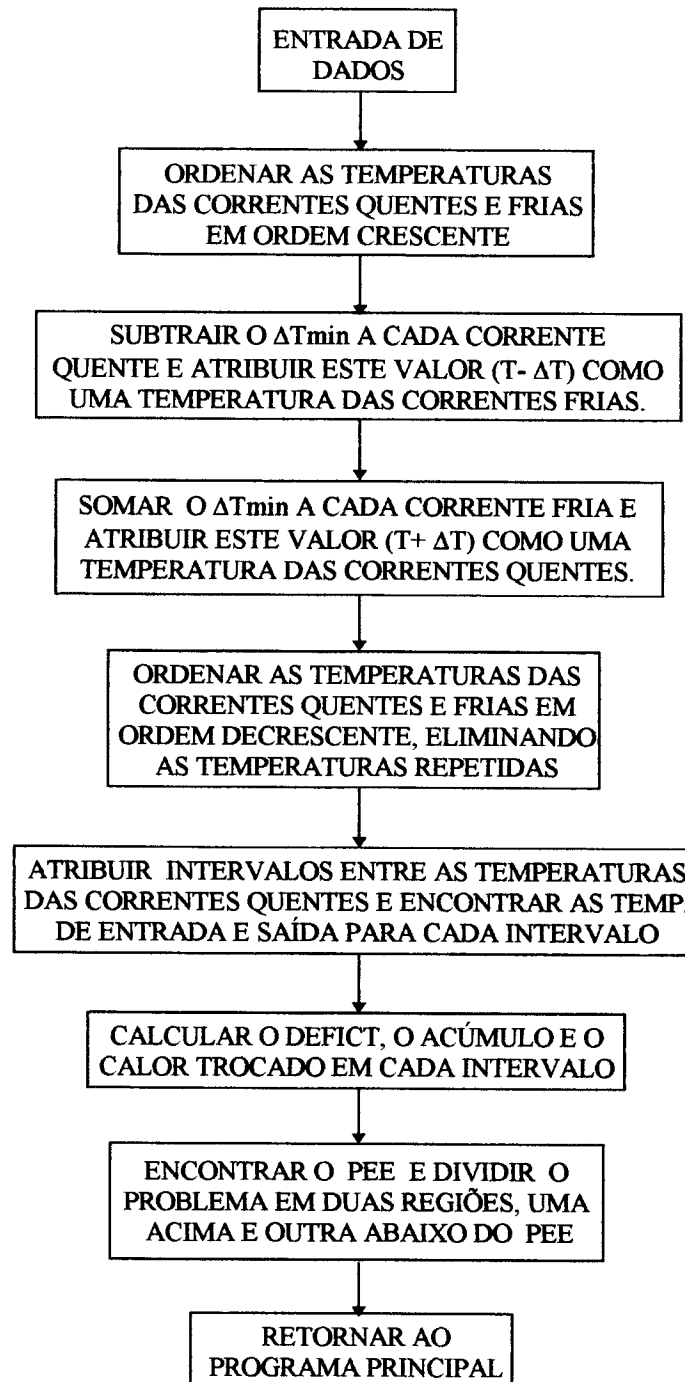 ENTRADA DE
DADOS
ORDENAR AS TEMPERATURAS
DAS CORRENTES QUENTES E FRIAS
EM ORDEM CRESCENTE
SUBTRAIR O ΔTmin A CADA CORRENTE
QUENTE E ATRIBUIR ESTE VALOR (T- ΔT) COMO
UMA TEMPERATURA DAS CORRENTES FRIAS.
SOMAR O ΔTmin A CADA CORRENTE FRIA E
ATRIBUIR ESTE VALOR (T+ ΔT) COMO UMA
TEMPERATURA DAS CORRENTES QUENTES.
ORDENAR AS TEMPERATURAS DAS
CORRENTES QUENTES E FRIAS EM
ORDEM DECRESCENTE, ELIMINANDO
AS TEMPERATURAS REPETIDAS
ATRIBUIR INTERVALOS ENTRE AS TEMPERATURAS
DAS CORRENTES QUENTES E ENCONTRAR AS TEMP.
DE ENTRADA E SAÍDA PARA CADA INTERVALO
CALCULAR O DEFICT, O ACÚMULO E O
CALOR TROCADO EM CADA INTERVALO
ENCONTRAR O PEE E DIVIDIR O
PROBLEMA EM DUAS REGIÕES, UMA
ACIMA E OUTRA ABAIXO DO PEE
RETORNAR AO
PROGRAMA PRINCIPAL